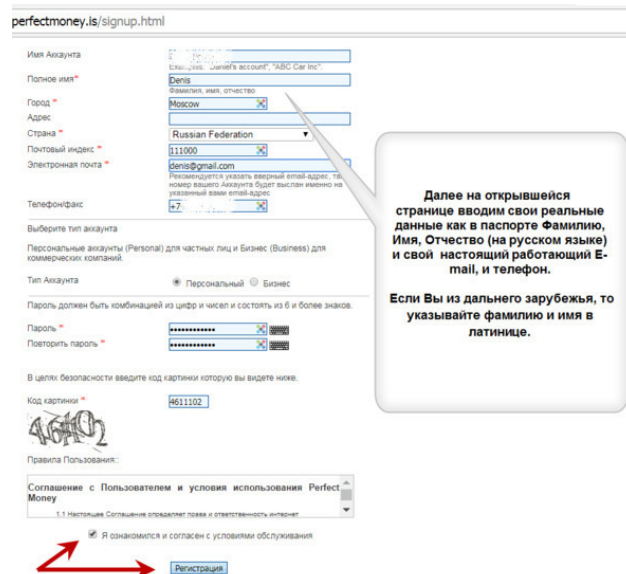 perfectmoney.is/signup.html
Имя Аккаунта
"Daniel's account", "ABC Car Inc".
Полное имя*
Denis
Фамилия, имя, отчество
Город *
Moscow
Адрес
Страна *
Russian Federation
Почтовый индекс *
111000
Электронная почта *
denis@gmail.com
Рекомендуется указать вверный email-адрес, так
номер вашего Аккаунта будет выслан именно на
указанный вами email-адрес
Телефон/факс
+7
Выберите тип аккаунта
Персональные аккаунты (Personal) для частных лиц и Бизнес (Business) для
коммерческих компаний.
Тип Аккаунта
Персональный
Бизнес
Пароль должен быть комбинацией из цифр и чисел и состоять из 6 и более знаков.
Пароль *
Повторить пароль *
В целях безопасности введите код картинки которую вы видете ниже.
Код картинки *
4611102
Правила Пользования::
Соглашение с Пользователем и условия использования Perfect
Money
1.1 Настоящее Соглашение определяет права и ответственность интернет
Я ознакомился и согласен с условиями обслуживания
Регистрация
Далее на открывшейся
странице вводим свои реальные
данные как в паспорте Фамилию,
Имя, Отчество (на русском языке)
и свой настоящий работающий E-
mail, и телефон.
Если Вы из дальнего зарубежья, то
указывайте фамилию и имя в
латинице.